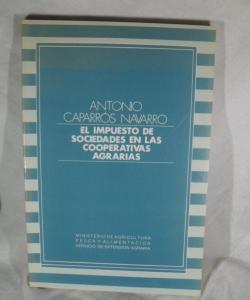 ANTONIO
CAPARRÓS NAVARRO
EL IMPUESTO DE
SOCIEDADES EN LAS
COOPERATIVAS
AGRARIAS
MINISTERIO DE AGRICULTURA
PESCA Y ALIMENTACION
SERVICIO DE EXTENSION AGRARIA